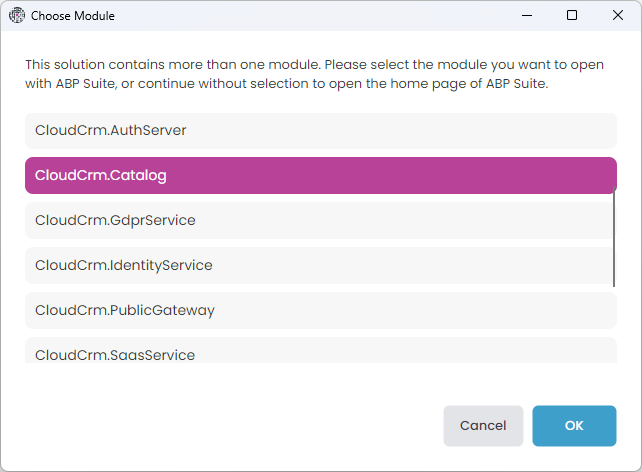 Choose Module
This solution contains more than one module. Please select the module you want to open
with ABP Suite, or continue without selection to open the home page of ABP Suite.
CloudCrm.AuthServer
CloudCrm.Catalog
CloudCrm.GdprService
CloudCrm.IdentityService
CloudCrm.PublicGateway
CloudCrm.SaasService
Cancel
OK